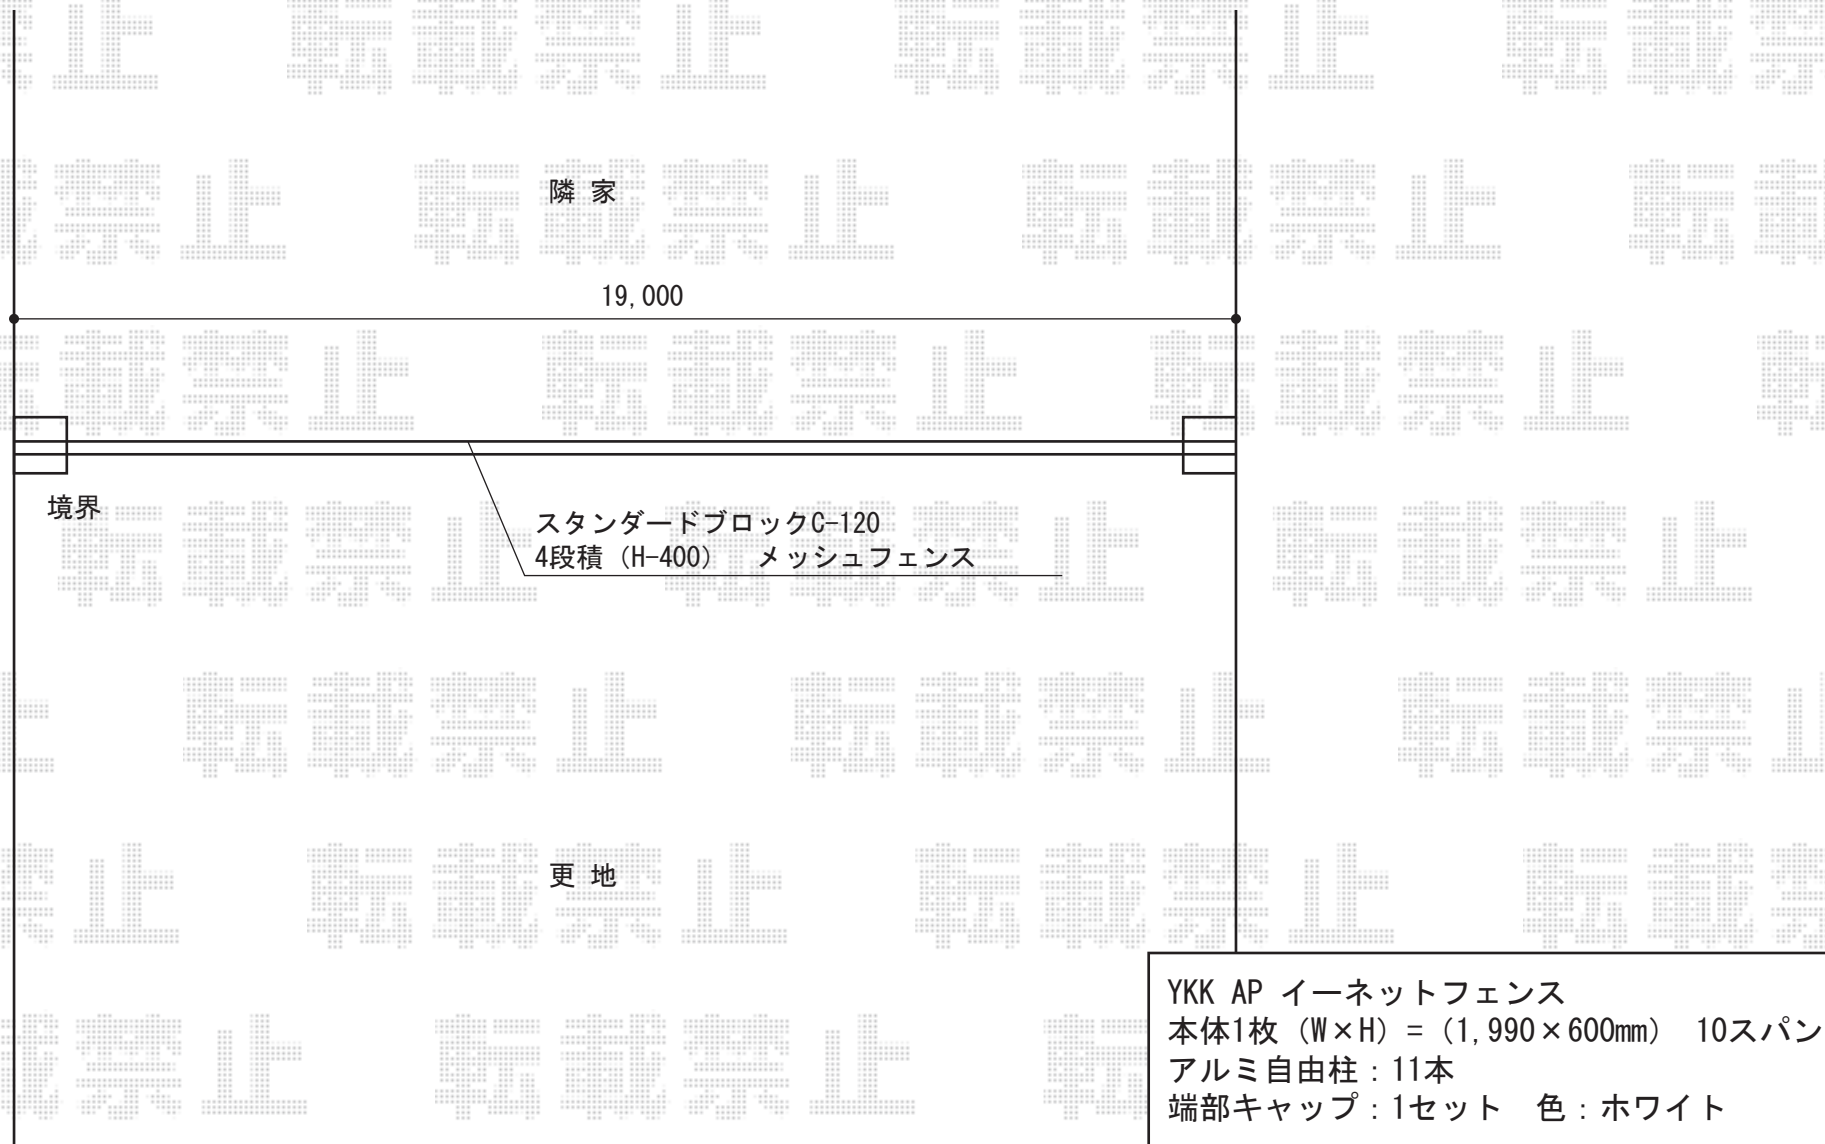 隣 家
19,000
境界
スタンダードブロックC-120
4段積（H-400）　メッシュフェンス
更 地
YKK AP イーネットフェンス
本体1枚（W×H）＝（1,990×600mm）　10スパン
アルミ自由柱：11本
端部キャップ：1セット　色：ホワイト
転載禁止